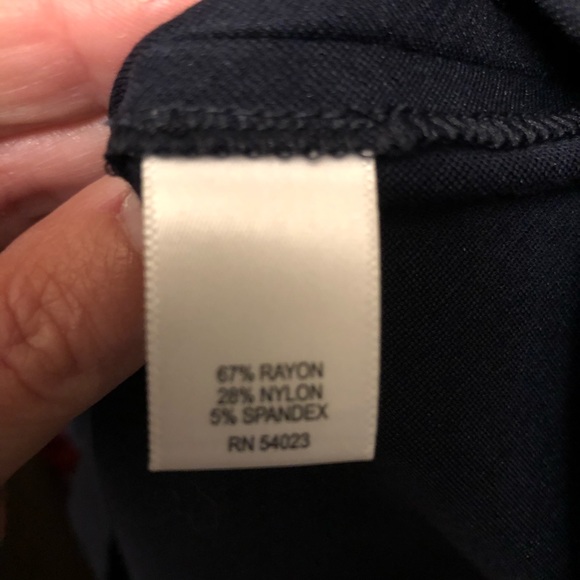 67% RAYON
28% NYLON
5% SPANDEX
RN 54023